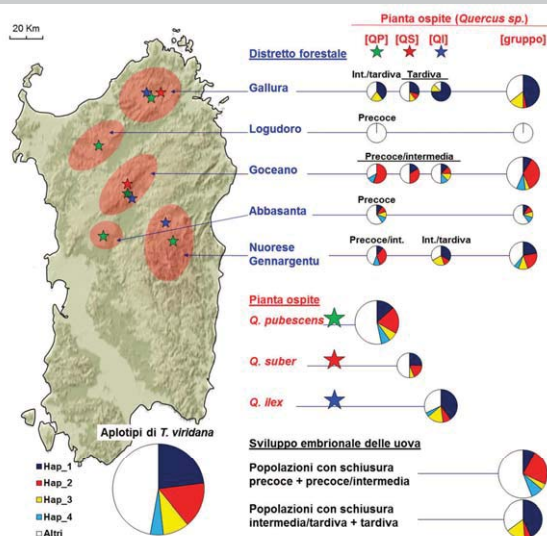 20 Km
Pianta ospite (Quercus sp.)
[QP] [QS] [QI] [gruppo]
Distretto forestale
Gallura
Int./tardiva Tardiva
Logudoro
Precoce
Goceano
Precoce/intermedia
Abbasanta
Precoce
Nuorese
Gennargentu
Precoce/int. Int./tardiva
Pianta ospite
Q. pubescens
Q. suber
Q. ilex
Aplotipi di T. viridana
Hap_1
Hap_2
Hap_3
Hap_4
Altri
Sviluppo embrionale delle uova
Popolazioni con schiusura
precoce + precoce/intermedia
Popolazioni con schiusura
intermedia/tardiva + tardiva